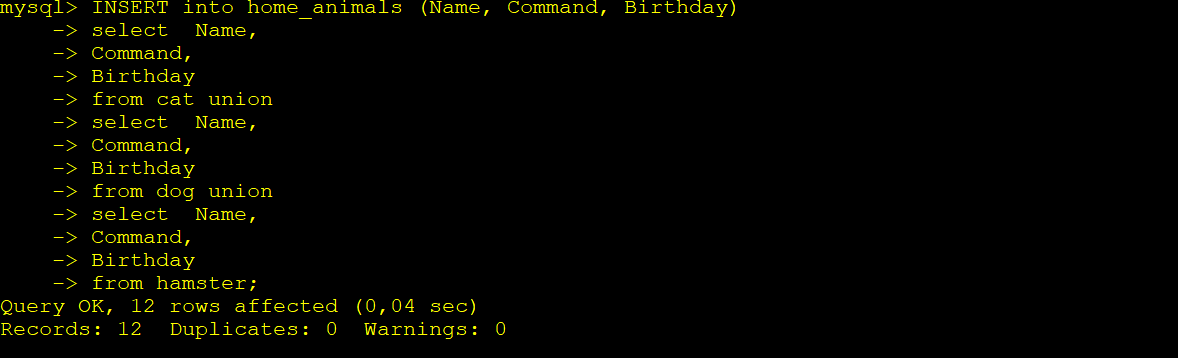 mysql> INSERT into home_animals (Name, Command, Birthday)
    -> select  Name,
    -> Command,
    -> Birthday
    -> from cat union
    -> select  Name,
    -> Command,
    -> Birthday
    -> from dog union
    -> select  Name,
    -> Command,
    -> Birthday
    -> from hamster;
Query OK, 12 rows affected (0,04 sec)
Records: 12  Duplicates: 0  Warnings: 0